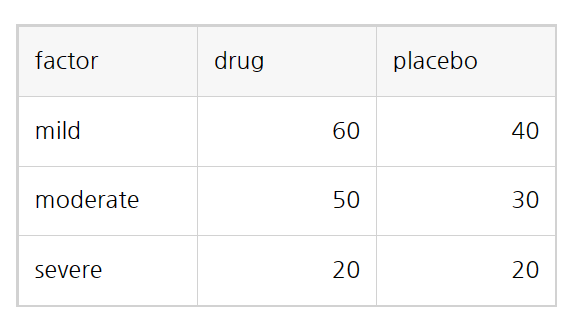 factor drug placebo
mild 60 40
moderate 50 30
severe 20 20